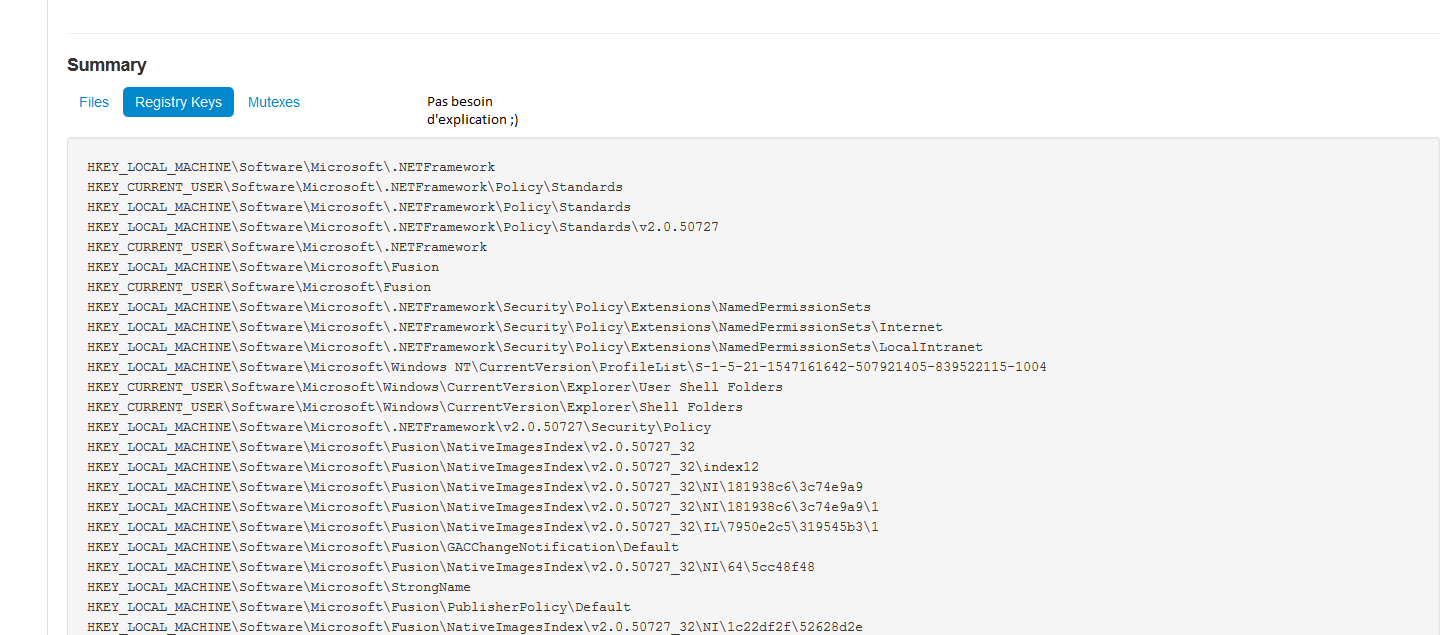 Summary
Files Registry Keys Mutexes
Pas besoin
d'explication ;)
HKEY_LOCAL_MACHINE\Software\Microsoft\.NETFramework
HKEY_CURRENT_USER\Software\Microsoft\.NETFramework\Policy\Standards
HKEY_LOCAL_MACHINE\Software\Microsoft\.NETFramework\Policy\Standards
HKEY_LOCAL_MACHINE\Software\Microsoft\.NETFramework\Policy\Standards\v2.0.50727
HKEY_CURRENT_USER\Software\Microsoft\.NETFramework
HKEY_LOCAL_MACHINE\Software\Microsoft\Fusion
HKEY_CURRENT_USER\Software\Microsoft\Fusion
HKEY_LOCAL_MACHINE\Software\Microsoft\.NETFramework\Security\Policy\Extensions\NamedPermissionSets
HKEY_LOCAL_MACHINE\Software\Microsoft\.NETFramework\Security\Policy\Extensions\NamedPermissionSets\Internet
HKEY_LOCAL_MACHINE\Software\Microsoft\.NETFramework\Security\Policy\Extensions\NamedPermissionSets\LocalIntranet
HKEY_LOCAL_MACHINE\Software\Microsoft\Windows NT\CurrentVersion\ProfileList\S-1-5-21-1547161642-507921405-839522115-1004
HKEY_CURRENT_USER\Software\Microsoft\Windows\CurrentVersion\Explorer\User Shell Folders
HKEY_CURRENT_USER\Software\Microsoft\Windows\CurrentVersion\Explorer\Shell Folders
HKEY_LOCAL_MACHINE\Software\Microsoft\.NETFramework\v2.0.50727\Security\Policy
HKEY_LOCAL_MACHINE\Software\Microsoft\Fusion\NativeImagesIndex\v2.0.50727_32
HKEY_LOCAL_MACHINE\Software\Microsoft\Fusion\NativeImagesIndex\v2.0.50727_32\index12
HKEY_LOCAL_MACHINE\Software\Microsoft\Fusion\NativeImagesIndex\v2.0.50727_32\NI\181938c6\3c74e9a9
HKEY_LOCAL_MACHINE\Software\Microsoft\Fusion\NativeImagesIndex\v2.0.50727_32\NI\181938c6\3c74e9a9\1
HKEY_LOCAL_MACHINE\Software\Microsoft\Fusion\NativeImagesIndex\v2.0.50727_32\IL\7950e2c5\319545b3\1
HKEY_LOCAL_MACHINE\Software\Microsoft\Fusion\GACChangeNotification\Default
HKEY_LOCAL_MACHINE\Software\Microsoft\Fusion\NativeImagesIndex\v2.0.50727_32\NI\64\5cc48f48
HKEY_LOCAL_MACHINE\Software\Microsoft\StrongName
HKEY_LOCAL_MACHINE\Software\Microsoft\Fusion\PublisherPolicy\Default
HKEY_LOCAL_MACHINE\Software\Microsoft\Fusion\NativeImagesIndex\v2.0.50727_32\NI\1c22df2f\52628d2e